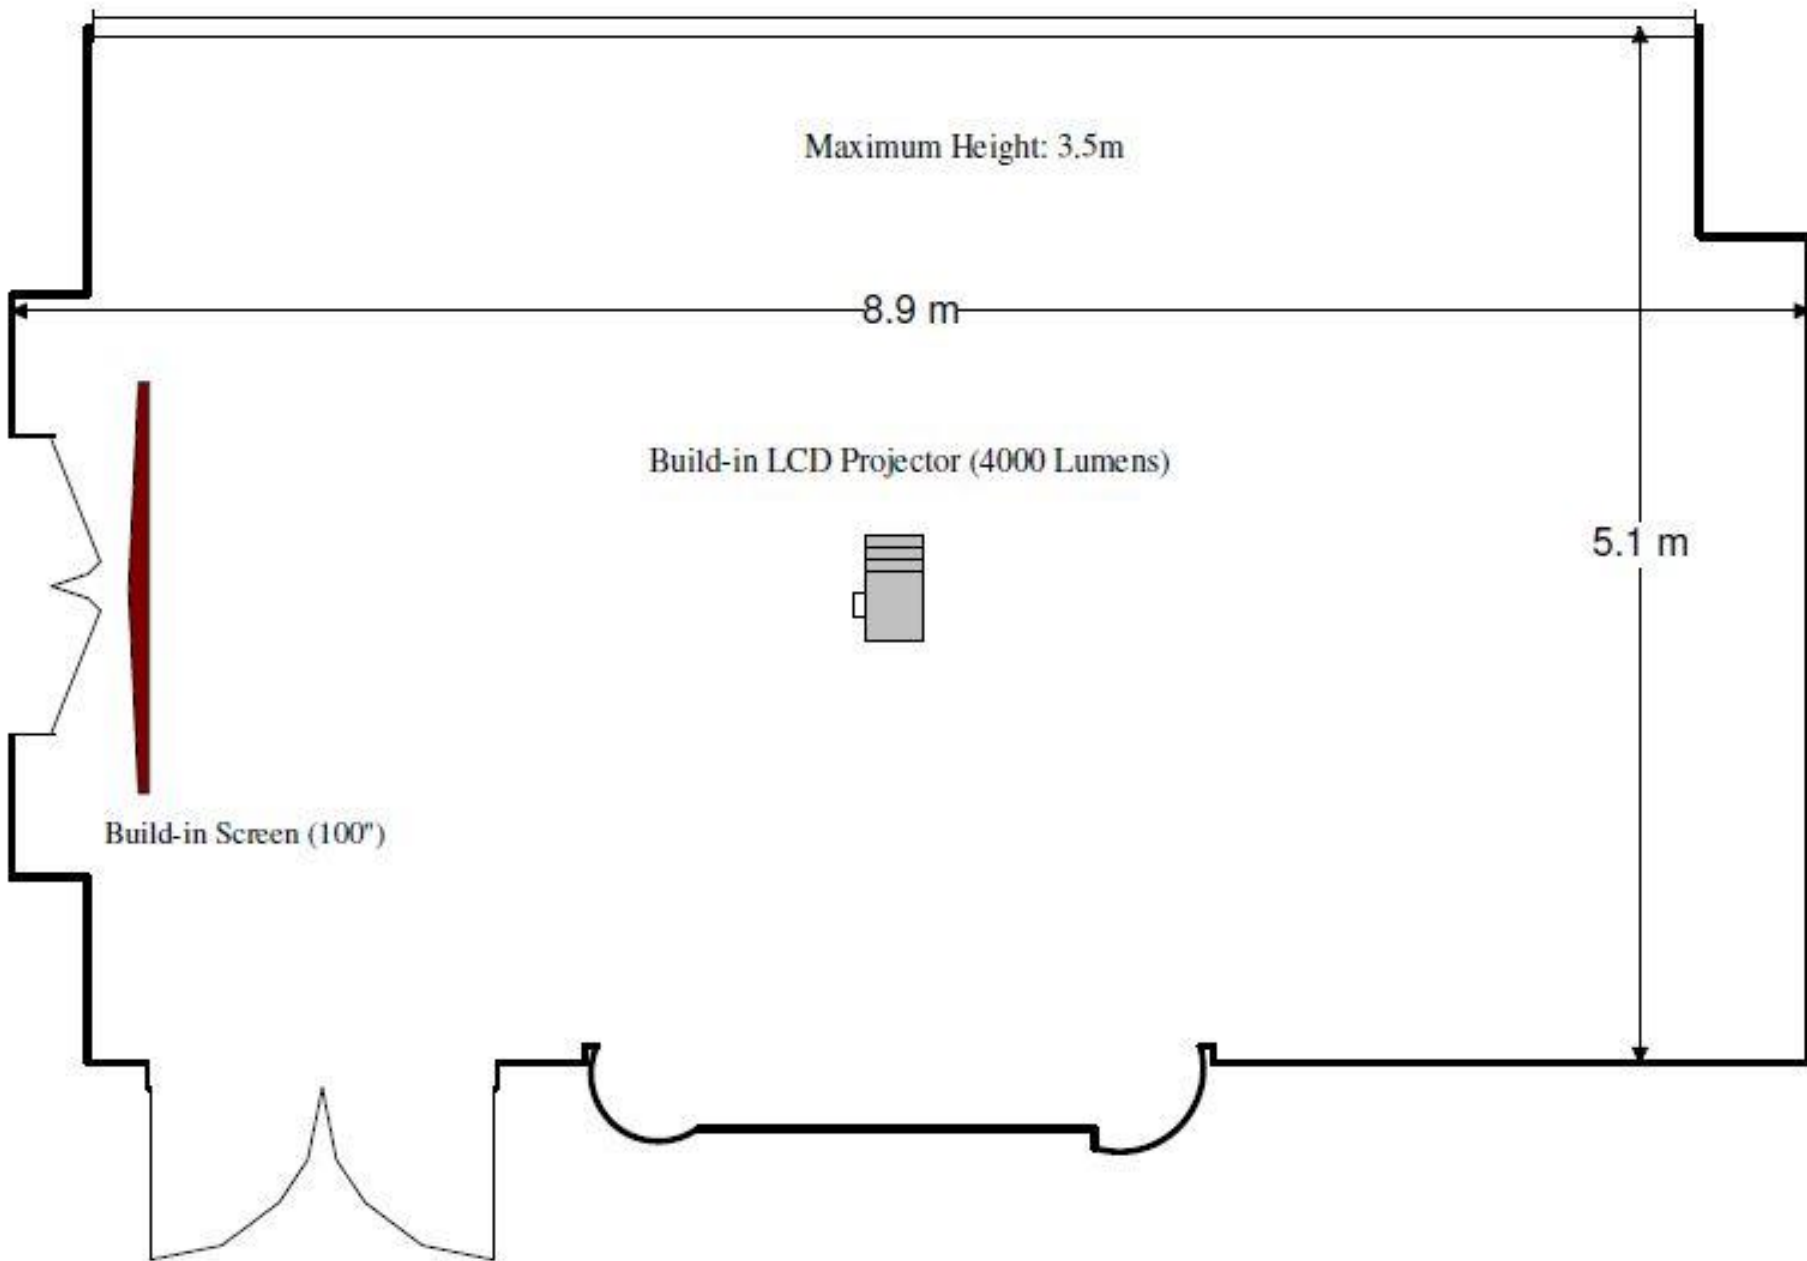 Maximum Height: 3.5m
8.9 m
Build-in LCD Projector (4000 Lumens)
5.1 m
Build-in Screen (100")